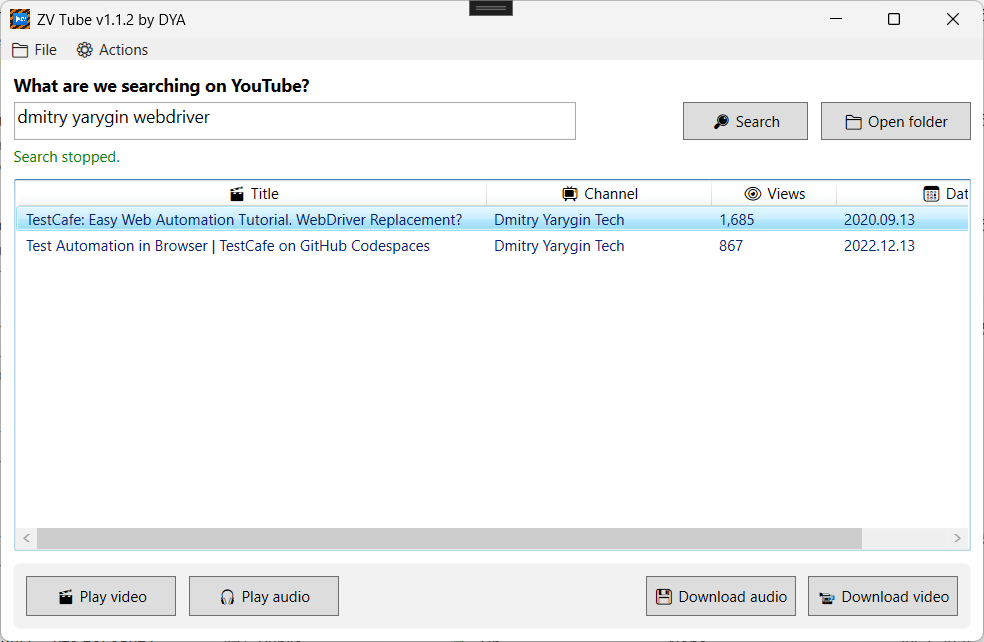 ZV Tube v1.1.2 by DYA
File Actions
What are we searching on YouTube?
dmitry yarygin webdriver
Search Open folder
Search stopped.
Title Channel Views Dat
TestCafe: Easy Web Automation Tutorial. WebDriver Replacement? Dmitry Yarygin Tech 1,685 2020.09.13
Test Automation in Browser | TestCafe on GitHub Codespaces Dmitry Yarygin Tech 867 2022.12.13
Play video Play audio Download audio Download video